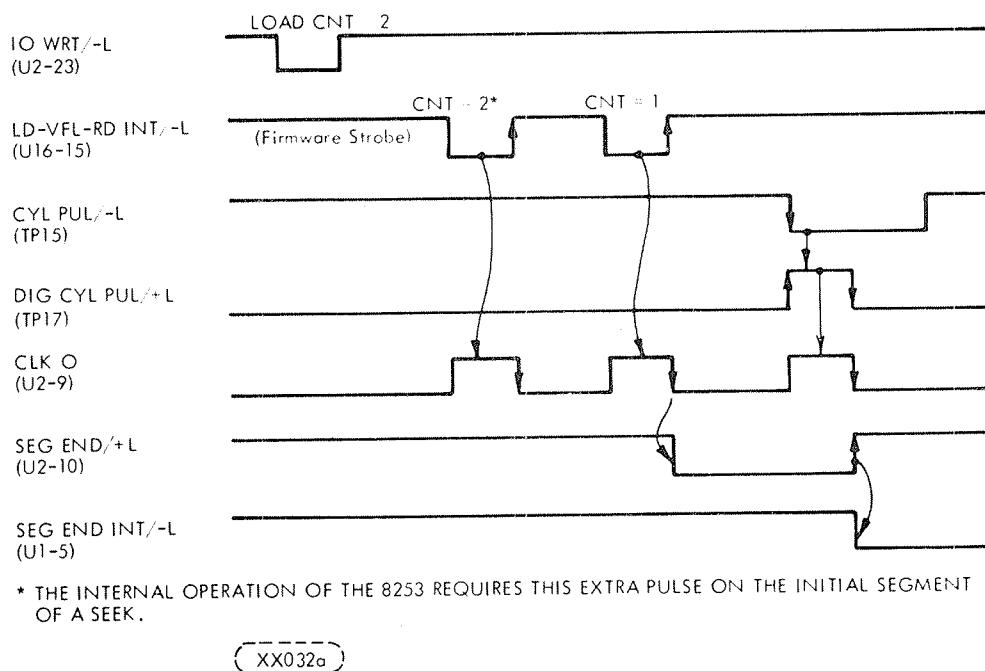 LOAD CNT = 2
IO WRT/-L
(U2-23)
CNT = 2*
CNT = 1
LD-VFL-RD INT/-L
(U16-15)
(Firmware Strobe)
CYL PUL/-L
(TP15)
DIG CYL PUL/+L
(TP17)
CLK O
(U2-9)
SEG END/+L
(U2-10)
SEG END INT/-L
(U1-5)
* THE INTERNAL OPERATION OF THE 8253 REQUIRES THIS EXTRA PULSE ON THE INITIAL SEGMENT
OF A SEEK.
XX032a